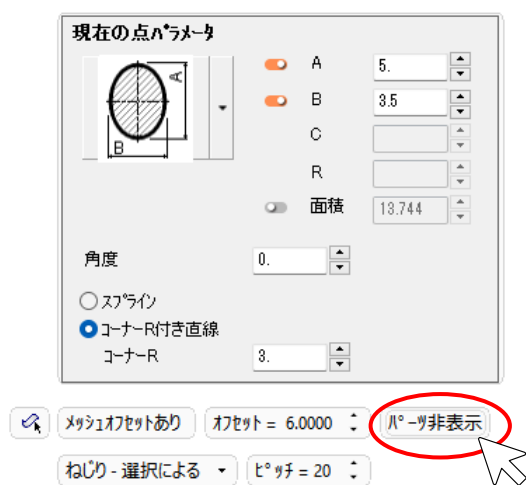 現在の点ﾊﾟﾗﾒｰﾀ
A 5.
B 3.5
C
R
面積 13.744
A
B
角度 0.
スプライン
コーナーR付き直線
コーナーR 3.
ﾒｯｼｭｵﾌｾｯﾄあり ｵﾌｾｯﾄ = 6.0000 ﾊﾟｰﾂ非表示
ねじり - 選択による ﾋﾟｯﾁ = 20